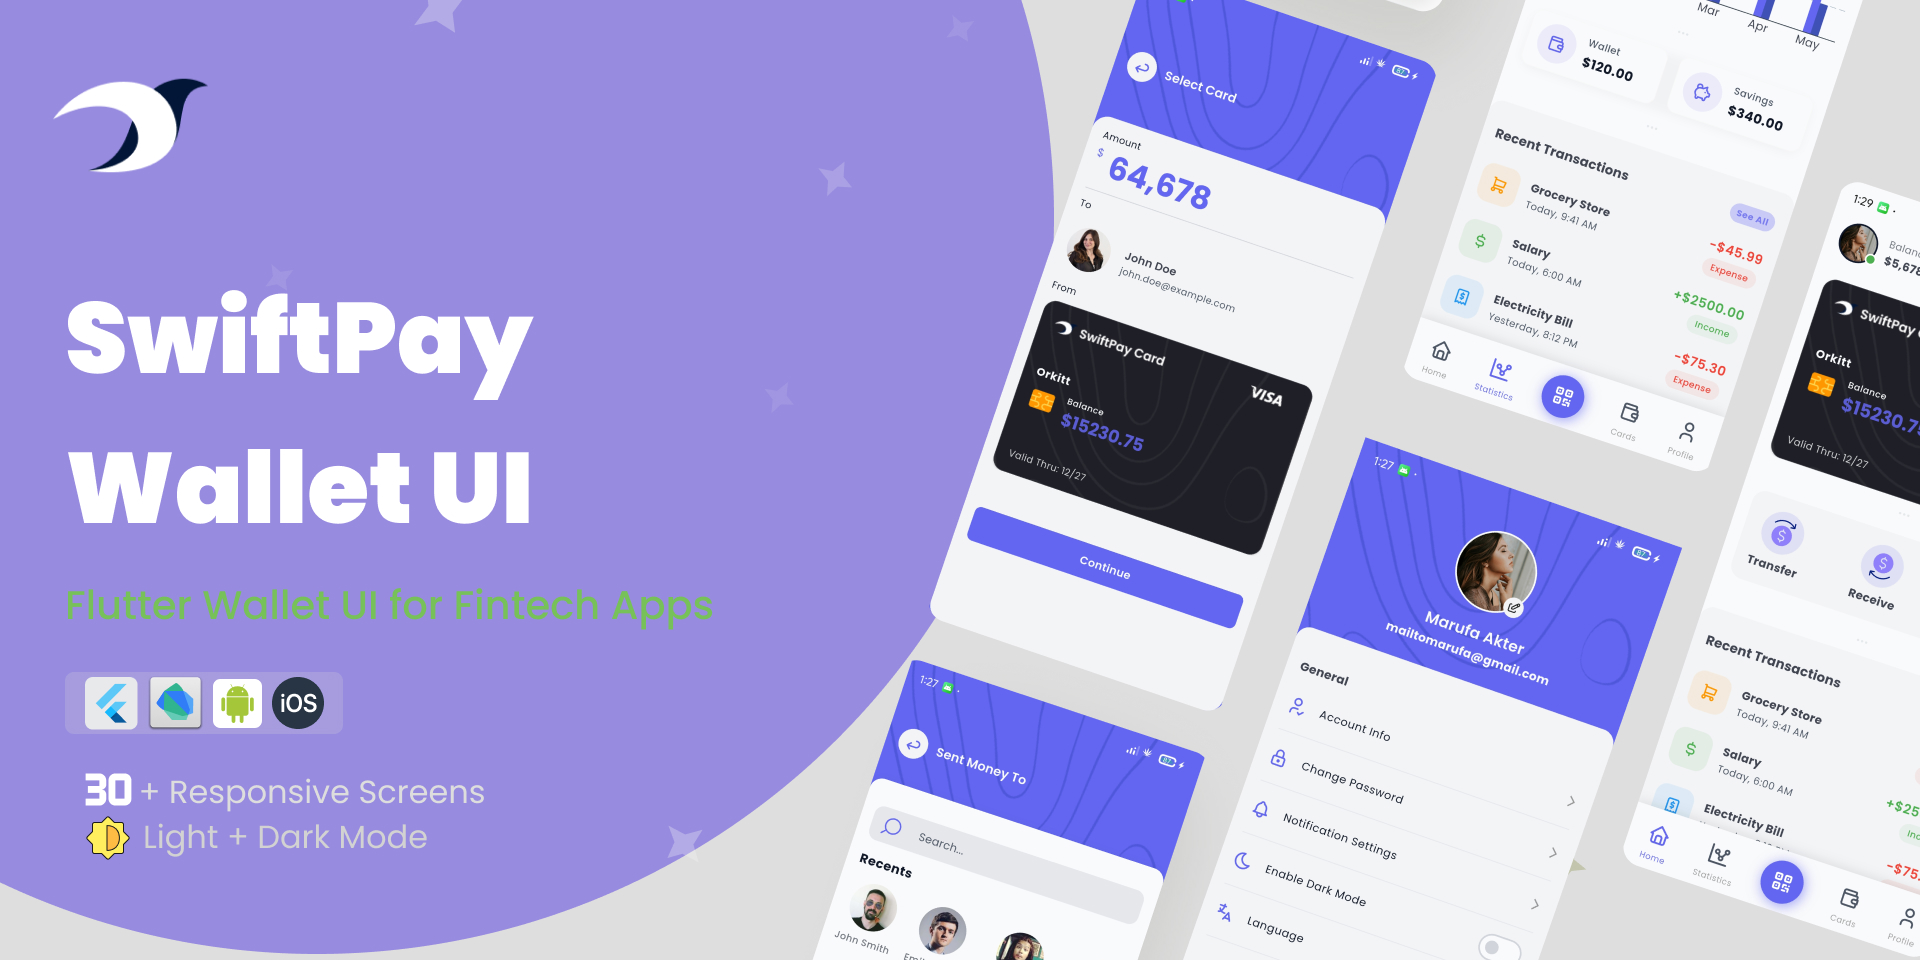 SwiftPay
Wallet UI
Flutter Wallet UI for Fintech Apps
iOS
30 + Responsive Screens
Light + Dark Mode
Select Card
Amount
$ 64,678
To
John Doe
john.doe@example.com
From
SwiftPay Card
Orkitt
VISA
Balance
$15230.75
Valid Thru: 12/27
Continue
1:27
Sent Money To
Search...
Recents
John Smith
Mar
Apr
May
Wallet
$120.00
Savings
$340.00
Recent Transactions
See All
Grocery Store
Today, 9:41 AM
-$45.99
Expense
Salary
Today, 6:00 AM
+$2500.00
Income
Electricity Bill
Yesterday, 8:12 PM
-$75.30
Expense
Home
Statistics
Cards
Profile
1:27
Marufa Akter
mailtomarufa@gmail.com
General
Account Info
Change Password
Notification Settings
Enable Dark Mode
Language
1:29
$5,678
SwiftPay
Orkitt
Balance
$15230.7
Valid Thru: 12/27
Transfer
Receive
Recent Transactions
Grocery Store
Today, 9:41 AM
Salary
Today, 6:00 AM
+$25
Electricity Bill
-$75.
Home
Statistics
Cards
Profile